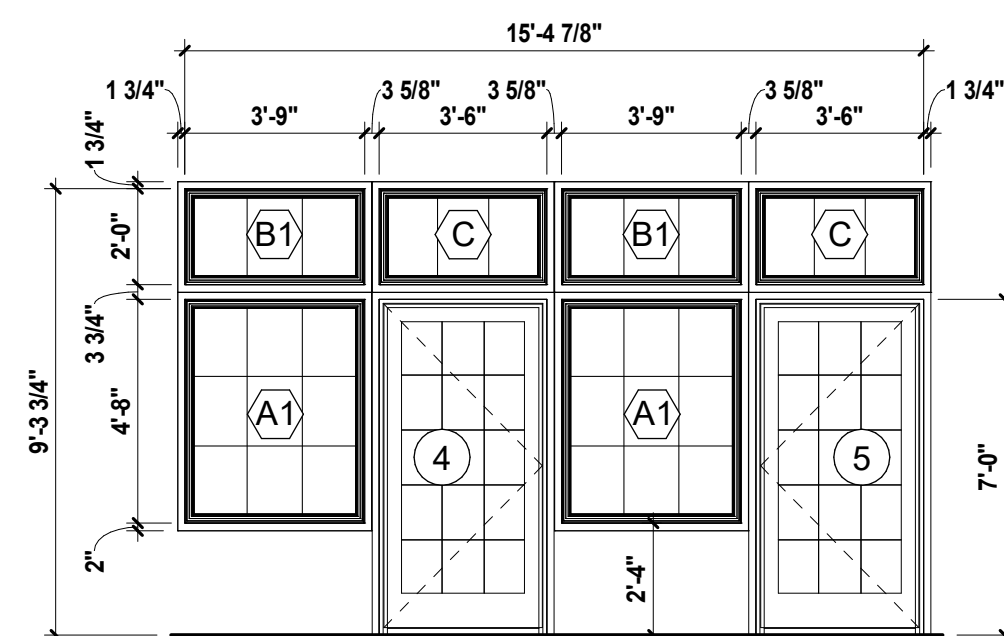 15'-4 7/8"
1 3/4" 3 5/8" 3 5/8" 3 5/8" 1 3/4"
3'-9" 3'-6" 3'-9" 3'-6"
1 3/4"
2'-0"
B1 C B1 C
3 3/4"
9'-3 3/4"
4'-8"
A1 A1
4 5
7'-0"
2"
2'-4"